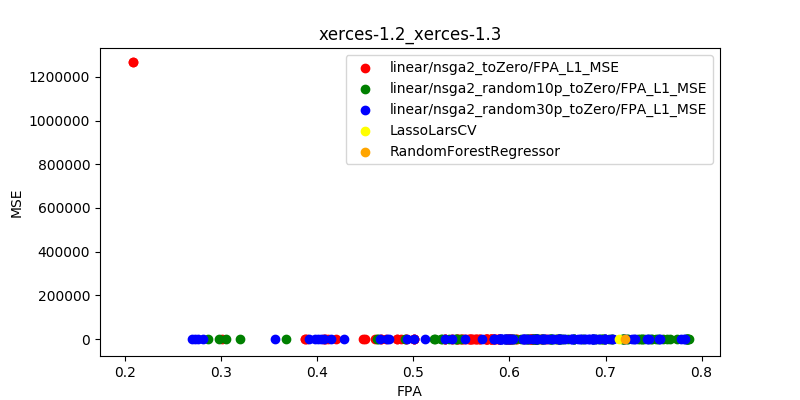 xerces-1.2_xerces-1.3
linear/nsga2_toZero/FPA_L1_MSE
linear/nsga2_random10p_toZero/FPA_L1_MSE
linear/nsga2_random30p_toZero/FPA_L1_MSE
LassoLarsCV
RandomForestRegressor
MSE
1200000
1000000
800000
600000
400000
200000
0
0.2 0.3 0.4 0.5 0.6 0.7 0.8
FPA